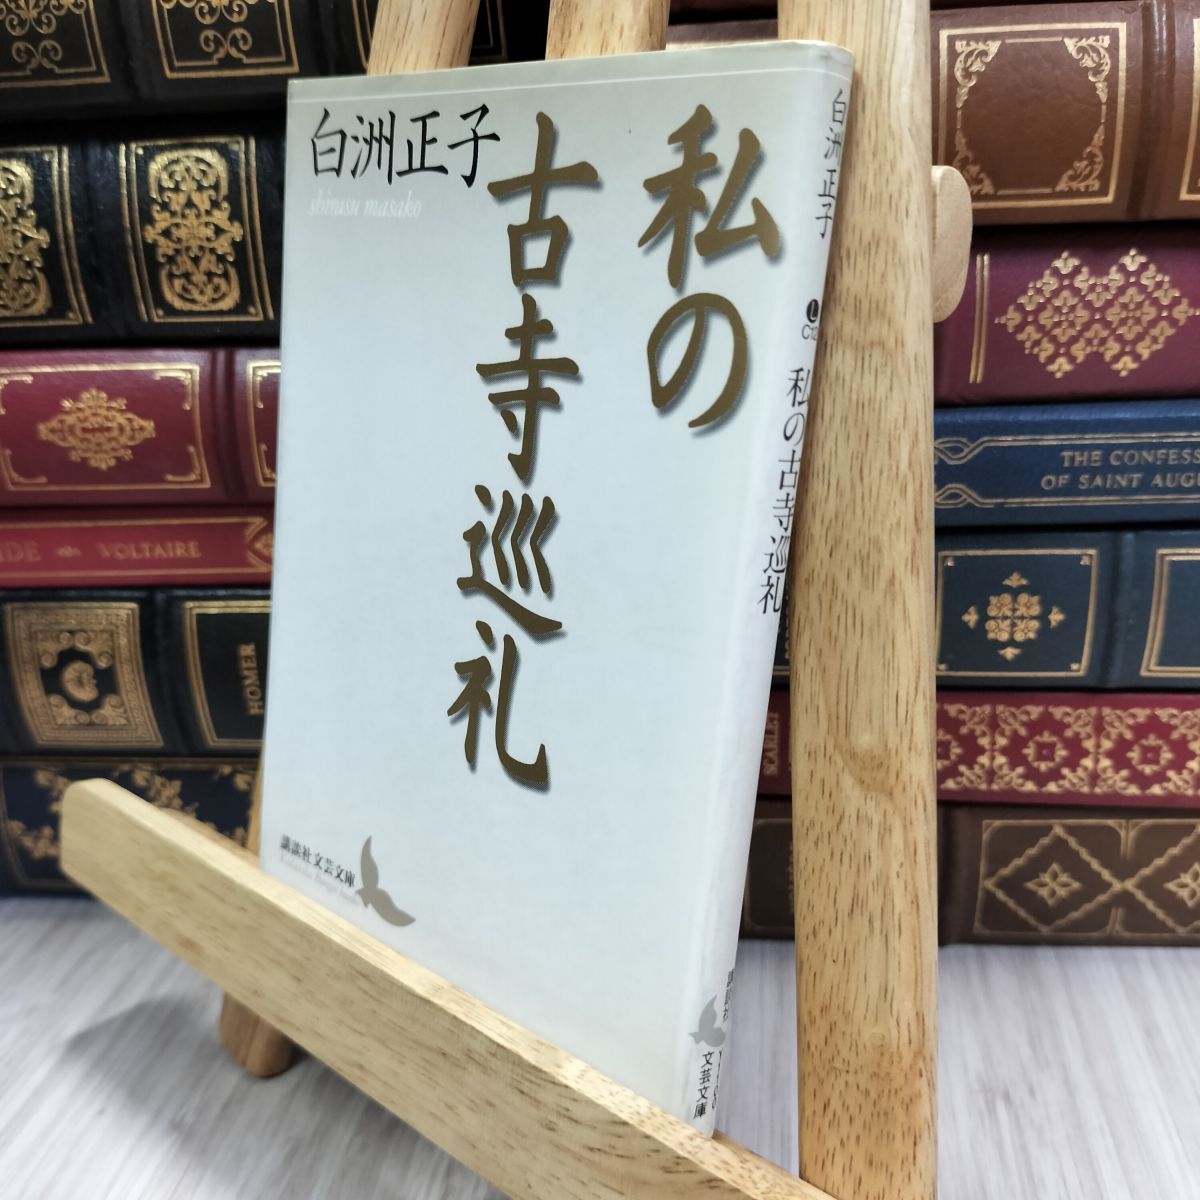 白洲正子
shirasu masako
私の
古寺巡礼
講談社文芸文庫
白洲正子
私の古寺巡礼
文芸文庫
VOLTAIRE
HOMER
THE CONFESS
OF SAINT AUGU
SCARLET